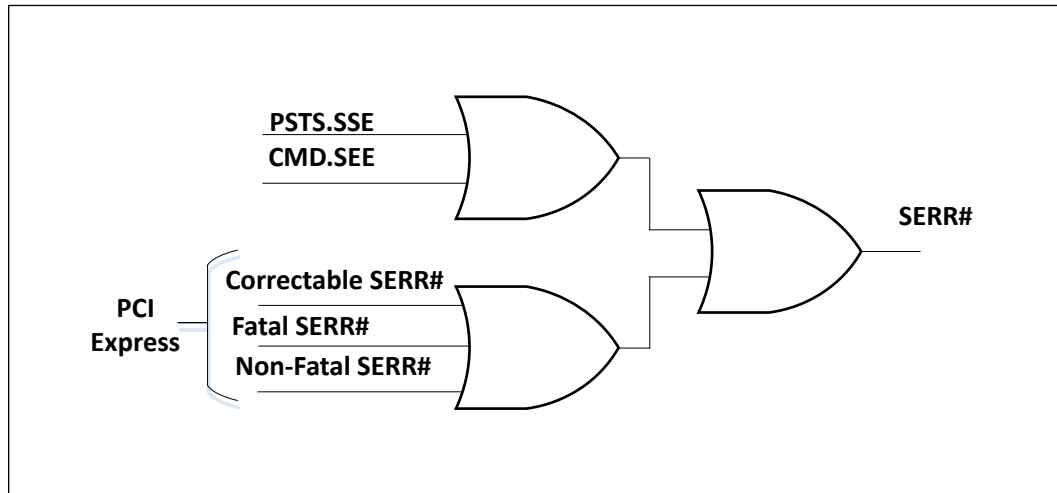 PSTS.SSE
CMD.SEE
SERR#
Correctable SERR#
PCI
Express
Fatal SERR#
Non-Fatal SERR#